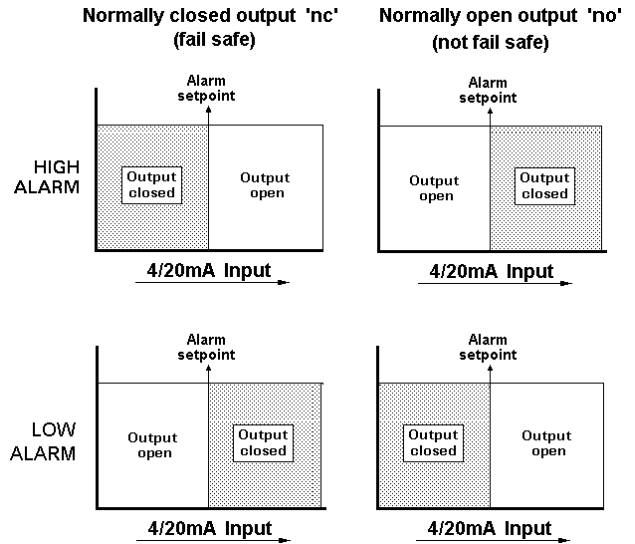 Normally closed output 'nc'
(fail safe)
Normally open output 'no'
(not fail safe)
HIGH
ALARM
Alarm
setpoint
Output
closed
Output
open
4/20mA Input
Alarm
setpoint
Output
open
Output
closed
4/20mA Input
LOW
ALARM
Alarm
setpoint
Output
open
Output
closed
4/20mA Input
Alarm
setpoint
Output
closed
Output
open
4/20mA Input